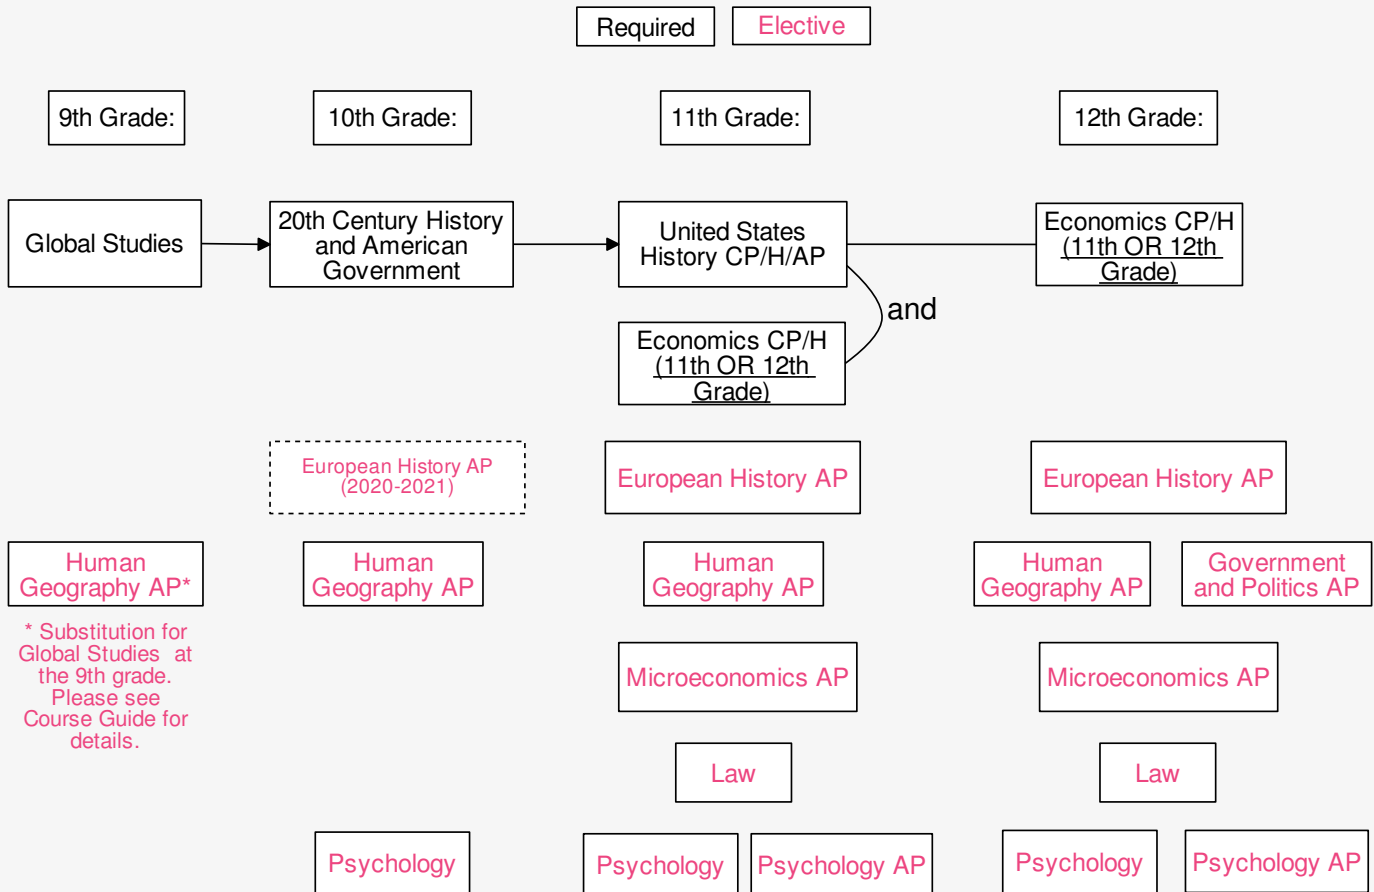 Required
Elective
9th Grade:
10th Grade:
11th Grade:
12th Grade:
Global Studies
20th Century History
and American
Government
United States
History CP/H/AP
Economics CP/H
(11th OR 12th
Grade)
and
Economics CP/H
(11th OR 12th
Grade)
European History AP
(2020-2021)
European History AP
European History AP
Human
Geography AP*
Human
Geography AP
Human
Geography AP
Human
Geography AP
Government
and Politics AP
* Substitution for
Global Studies at
the 9th grade.
Please see
Course Guide for
details.
Microeconomics AP
Microeconomics AP
Law
Law
Psychology
Psychology
Psychology AP
Psychology
Psychology AP